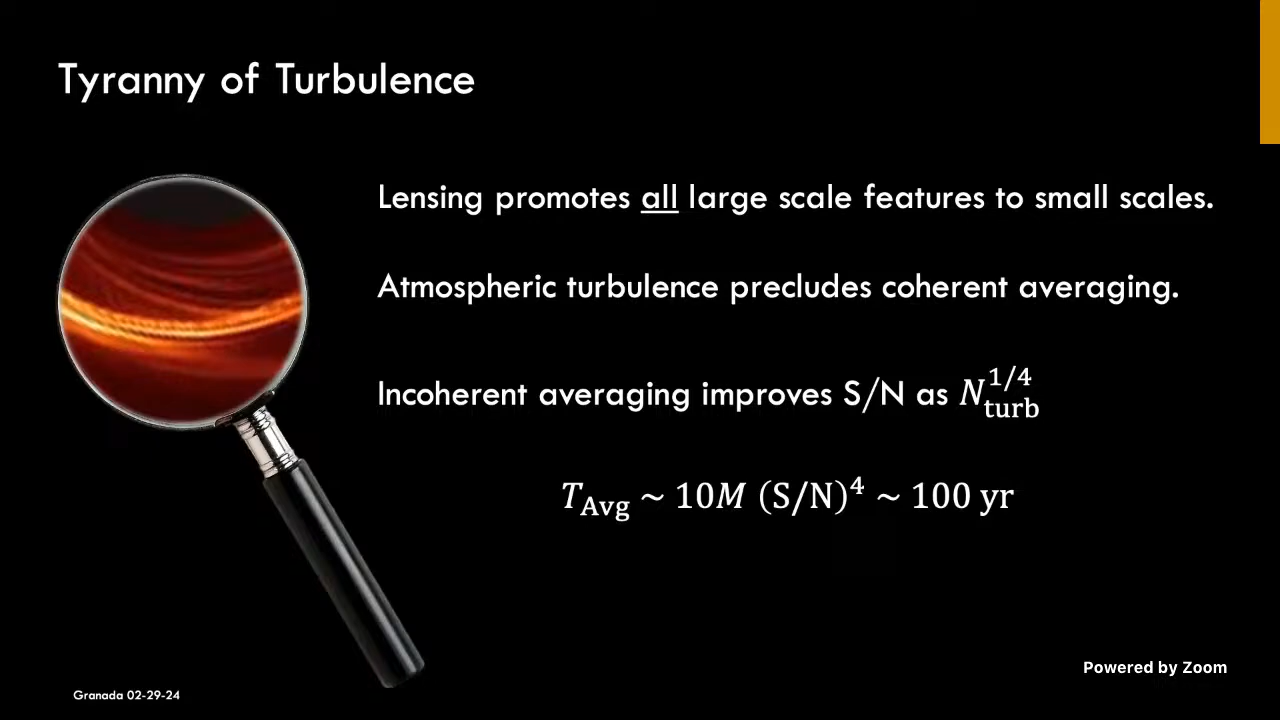 Tyranny of Turbulence
Lensing promotes all large scale features to small scales.
Atmospheric turbulence precludes coherent averaging.
Incoherent averaging improves S/N as N_turb^1/4
T_Avg ~ 10M (S/N)^4 ~ 100 yr
Powered by Zoom
Granada 02-29-24